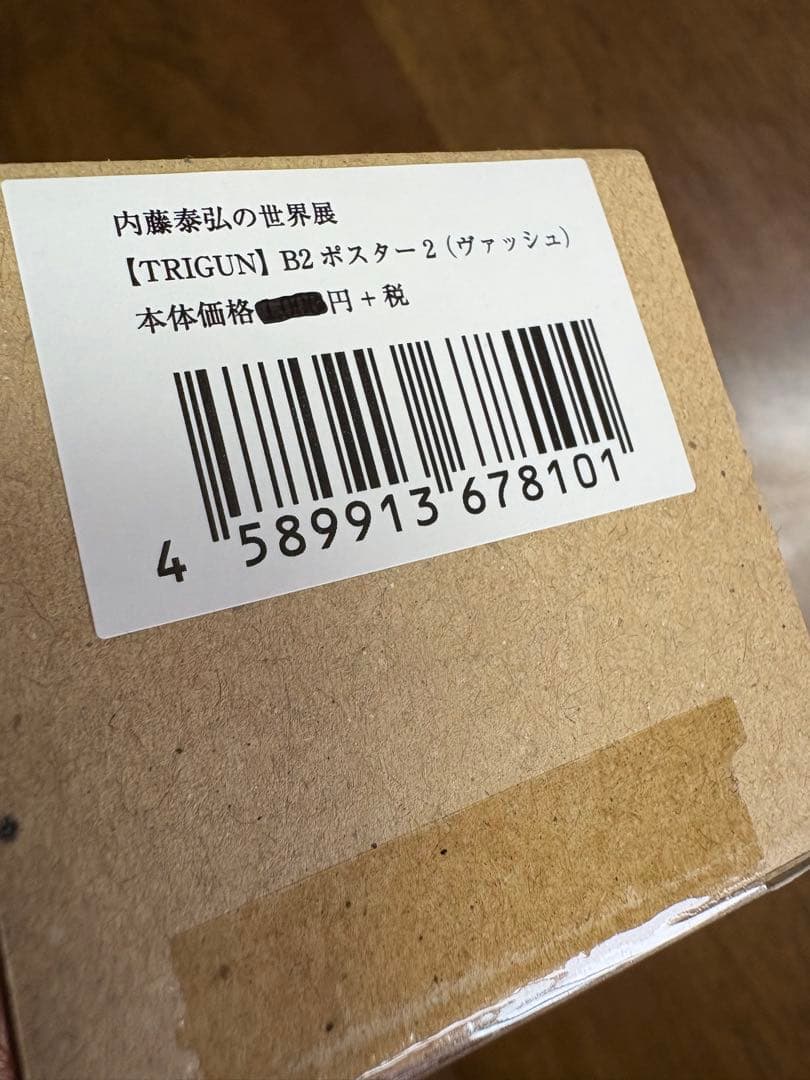 内藤泰弘の世界展
【TRIGUN】B2ポスター2（ヴァッシュ）
本体価格円+税
4 589913 678101